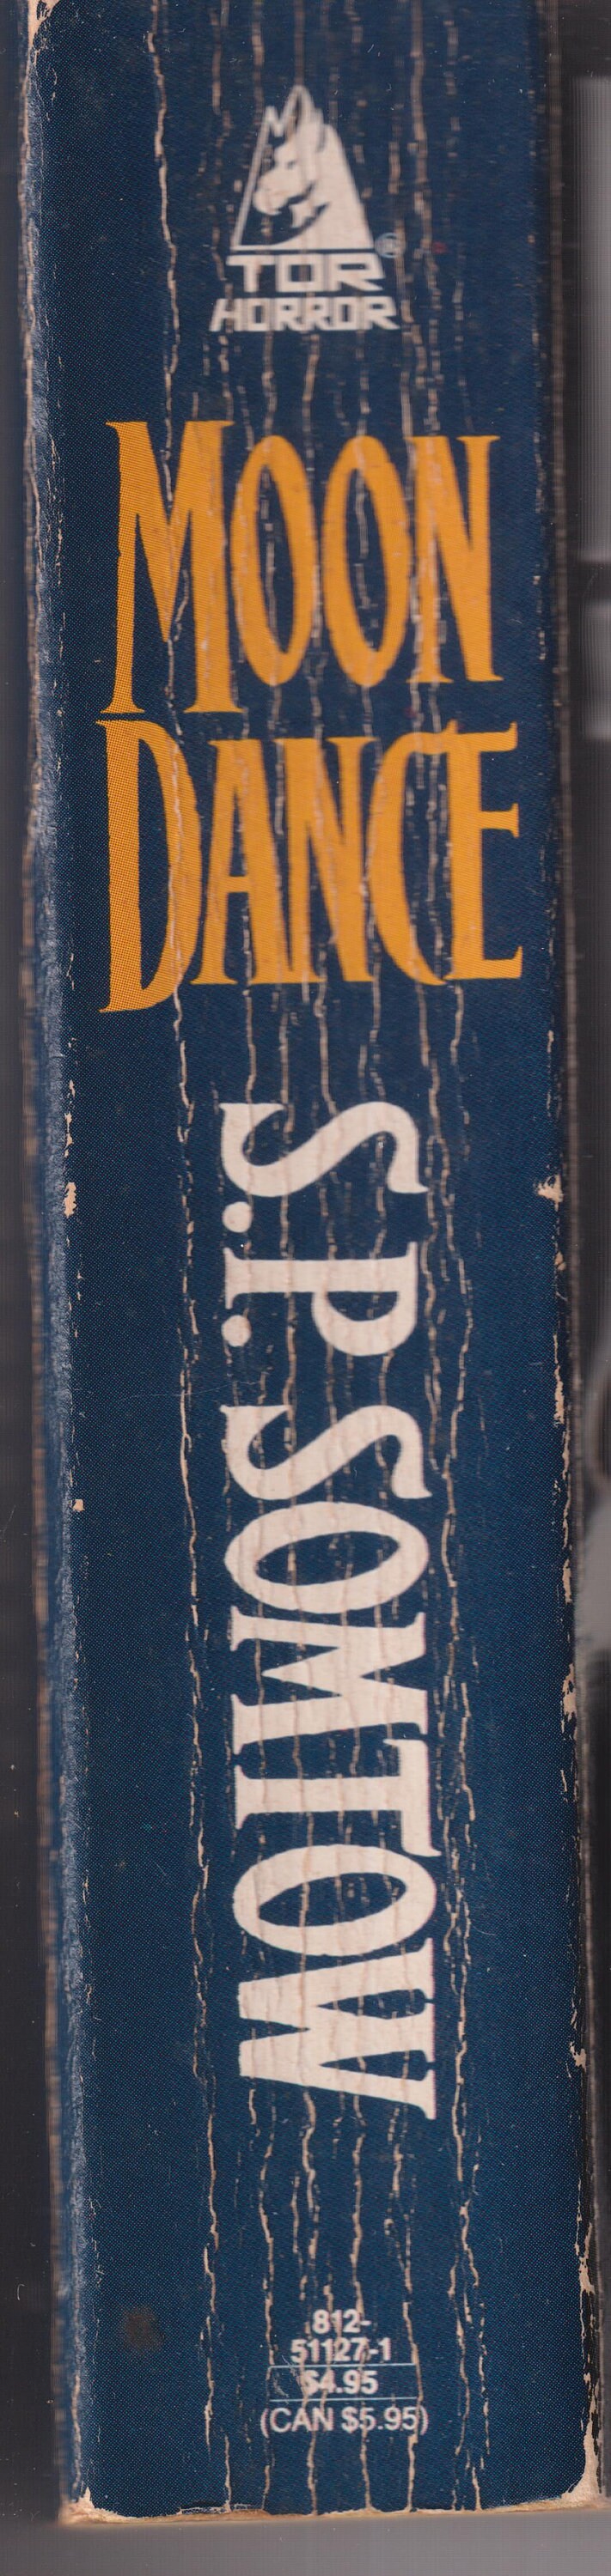 TOR®
HORROR
MOON
DANCE
S.P. SOMTOW
812-
51127-1
$4.95
(CAN $5.95)